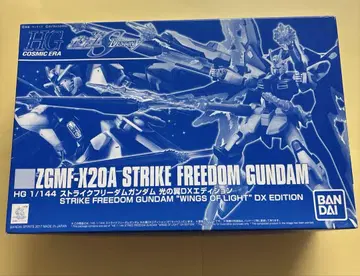 HG
COSMIC ERA
ZGMF-X20A STRIKE FREEDOM GUNDAM
HG 1/144 ストライクフリーダムガンダム 光の翼DXエディション
STRIKE FREEDOM GUNDAM "WINGS OF LIGHT" DX EDITION
BAN
DAI